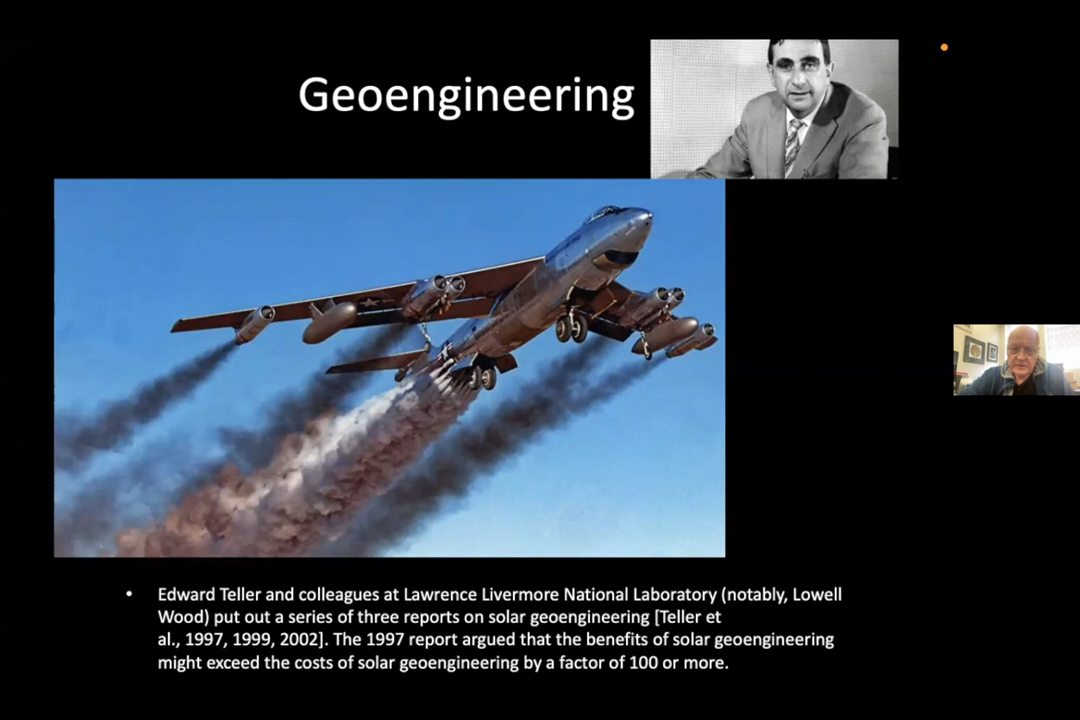 Geoengineering
• Edward Teller and colleagues at Lawrence Livermore National Laboratory (notably, Lowell
Wood) put out a series of three reports on solar geoengineering [Teller et
al., 1997, 1999, 2002]. The 1997 report argued that the benefits of solar geoengineering
might exceed the costs of solar geoengineering by a factor of 100 or more.